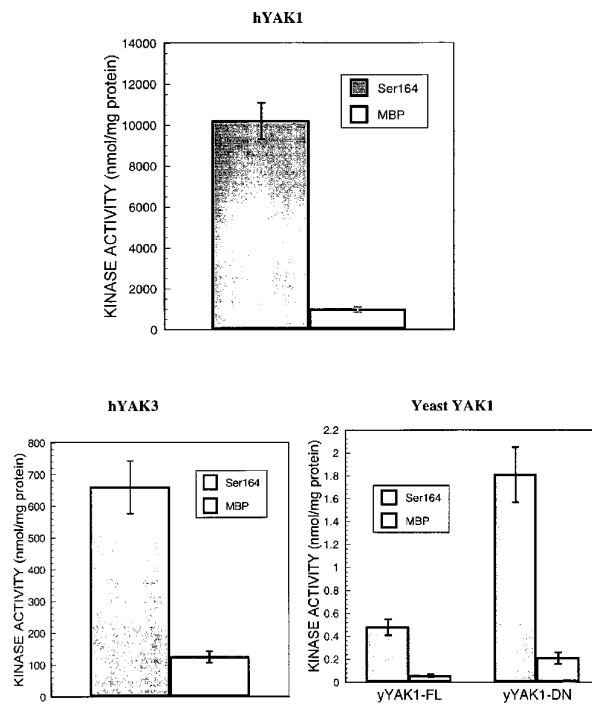 hYAK1
KINASE ACTIVITY (nmol/mg protein)
14000
12000
10000
8000
6000
4000
2000
0
Ser164
MBP
hYAK3
KINASE ACTIVITY (nmol/mg protein)
800
700
600
500
400
300
200
100
0
Ser164
MBP
Yeast YAK1
KINASE ACTIVITY (nmol/mg protein)
2.2
2
1.8
1.6
1.4
1.2
1
0.8
0.6
0.4
0.2
0
Ser164
MBP
yYAK1-FL
yYAK1-DN